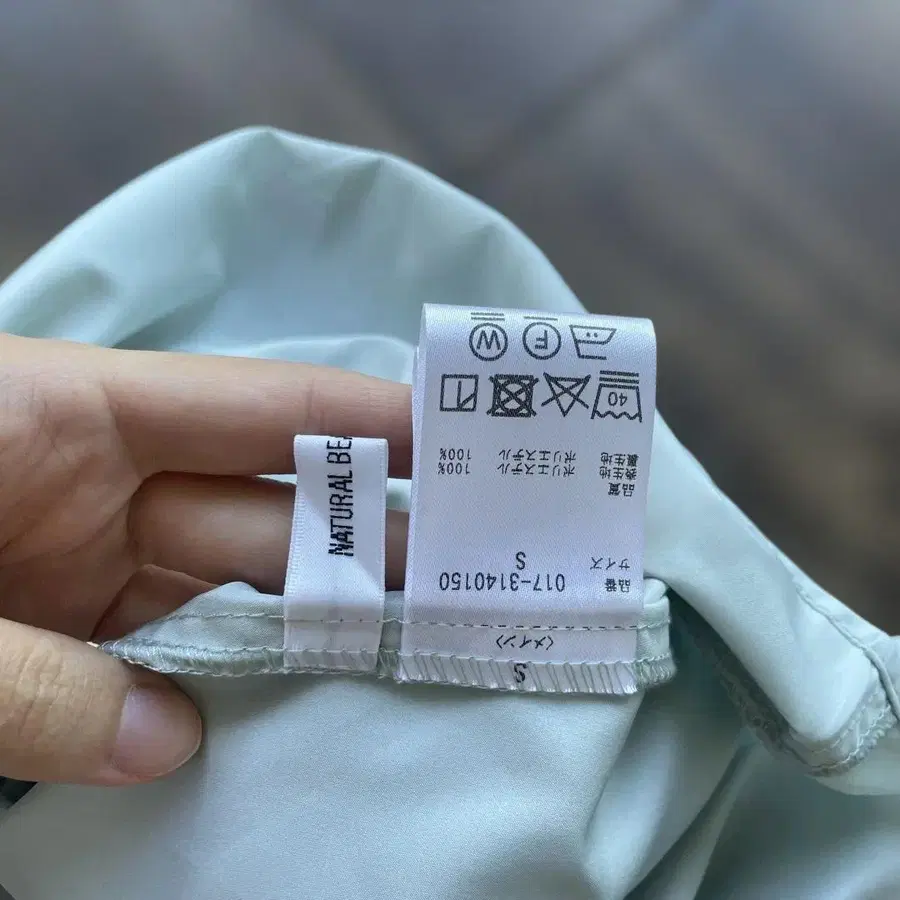 NATURAL BE
S
〈メイン〉
品番 017-3140150
サイズ S
品質
表生地 ポリエステル 100%
裏生地 ポリエステル 100%
40
F W